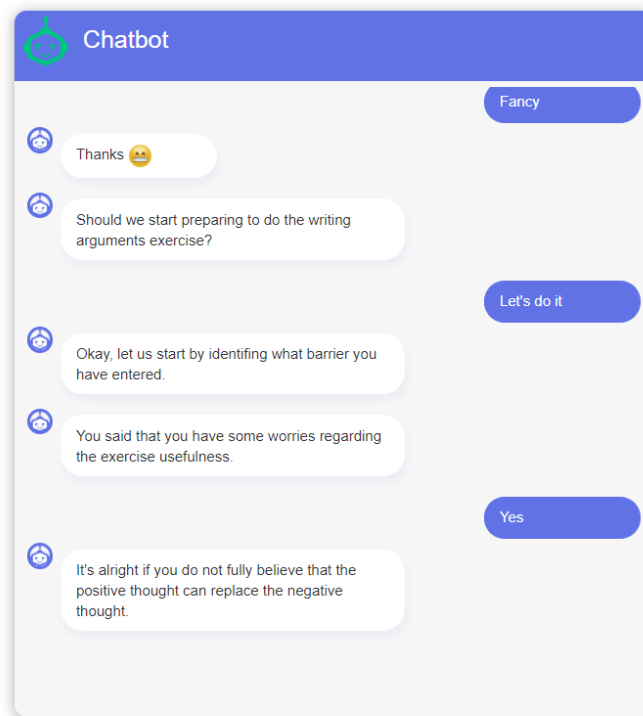 Chatbot
Fancy
Thanks 😁
Should we start preparing to do the writing
arguments exercise?
Let's do it
Okay, let us start by identifing what barrier you
have entered.
You said that you have some worries regarding
the exercise usefulness.
Yes
It's alright if you do not fully believe that the
positive thought can replace the negative
thought.